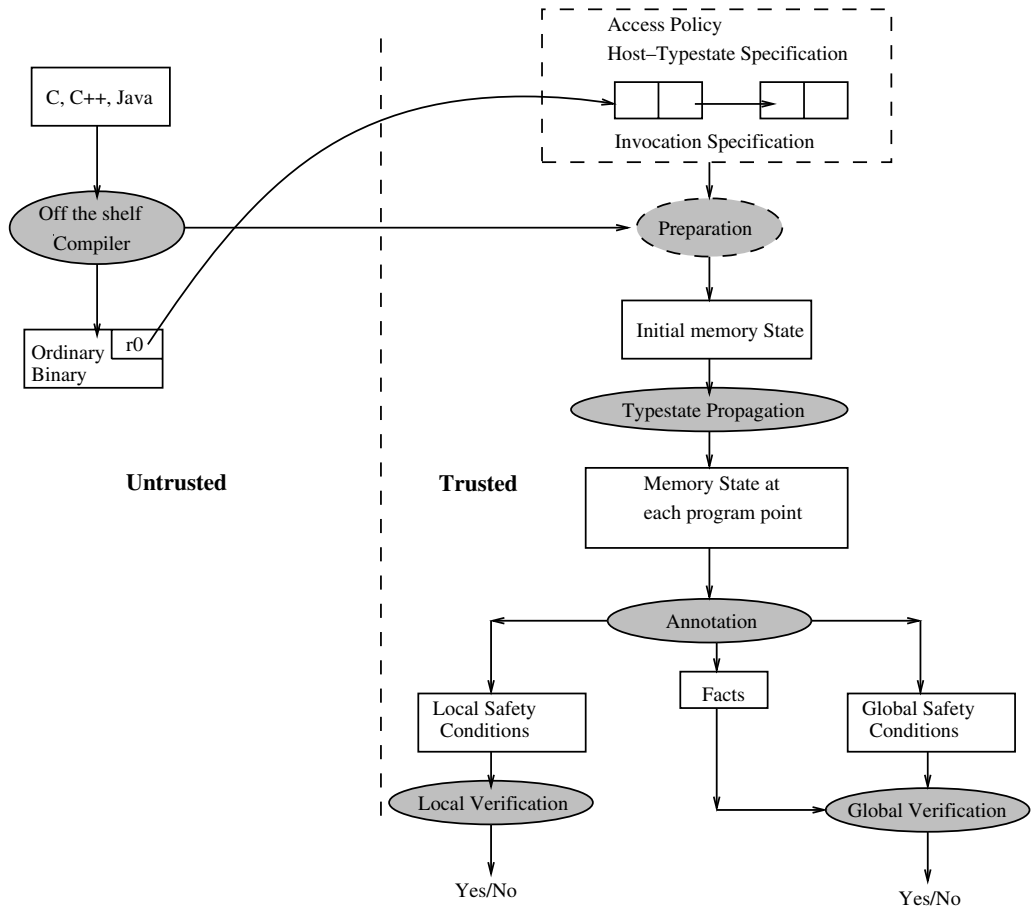 Access Policy
Host–Typestate Specification
Invocation Specification
C, C++, Java
Off the shelf
Compiler
Preparation
r0
Ordinary
Binary
Initial memory State
Typestate Propagation
Untrusted
Trusted
Memory State at
each program point
Annotation
Local Safety
Conditions
Facts
Global Safety
Conditions
Local Verification
Global Verification
Yes/No
Yes/No